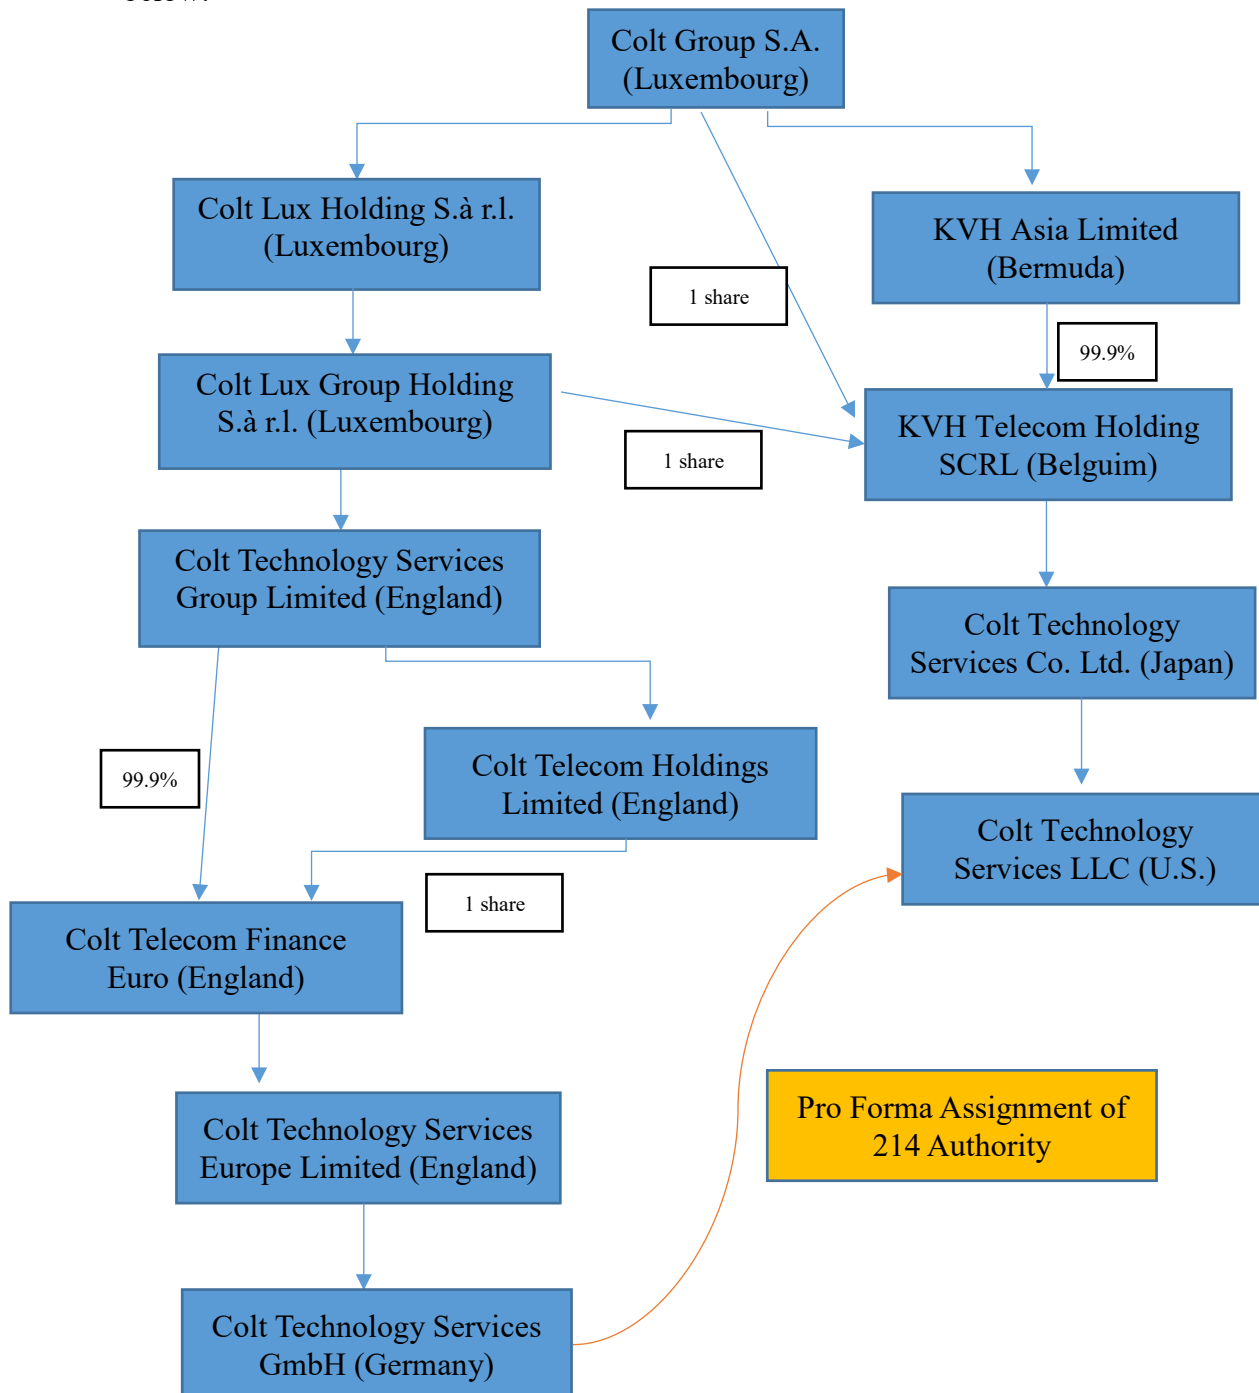 Colt Group S.A.
(Luxembourg)
Colt Lux Holding S.à r.l.
(Luxembourg)
KVH Asia Limited
(Bermuda)
1 share
99.9%
Colt Lux Group Holding
S.à r.l. (Luxembourg)
KVH Telecom Holding
SCRL (Belguim)
1 share
Colt Technology Services
Group Limited (England)
Colt Technology
Services Co. Ltd. (Japan)
99.9%
Colt Telecom Holdings
Limited (England)
Colt Technology
Services LLC (U.S.)
1 share
Colt Telecom Finance
Euro (England)
Pro Forma Assignment of
214 Authority
Colt Technology Services
Europe Limited (England)
Colt Technology Services
GmbH (Germany)